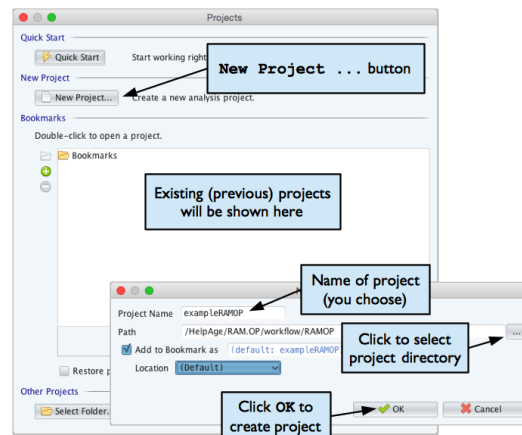 Projects
Quick Start
Quick Start
Start working right
New Project ... button
New Project
New Project...
Create a new analysis project.
Bookmarks
Double-click to open a project.
Bookmarks
Existing (previous) projects
will be shown here
Name of project
(you choose)
Project Name
exampleRAMOP
Path
/HelpAge/RAM.OP/workflow/RAMOP
...
Click to select
project directory
Add to Bookmark as
(default: exampleRAMOP
Location
(Default)
Restore
Other Projects
Select Folder.
Click OK to
create project
OK
Cancel